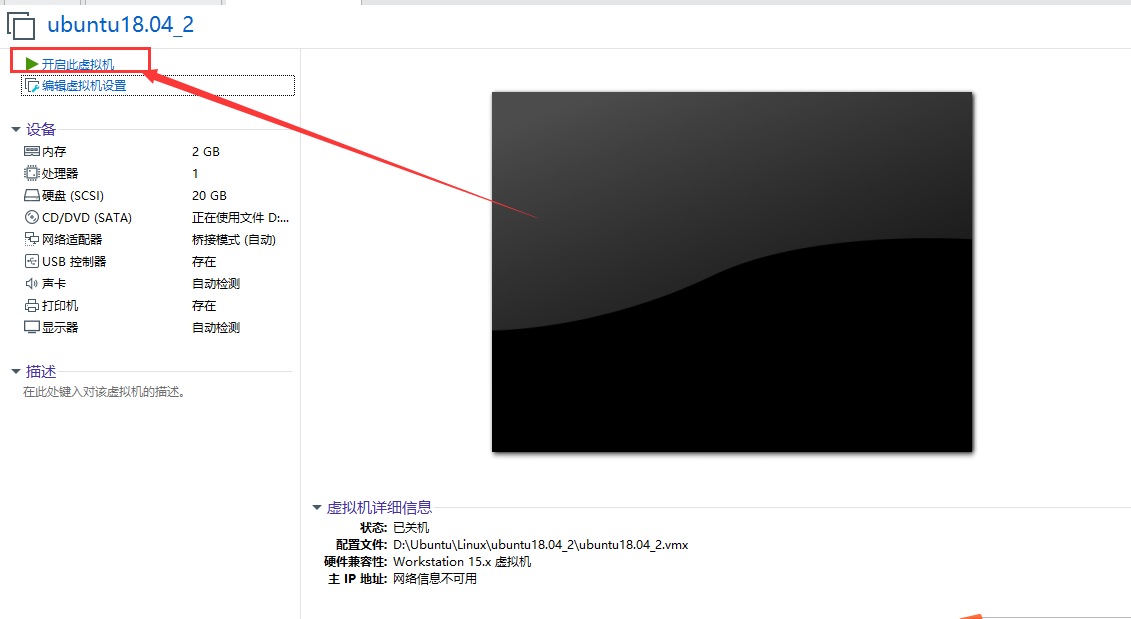 ubuntu18.04_2
开启此虚拟机
编辑虚拟机设置
设备
内存 2 GB
处理器 1
硬盘 (SCSI) 20 GB
CD/DVD (SATA) 正在使用文件 D:...
网络适配器 桥接模式 (自动)
USB 控制器 存在
声卡 自动检测
打印机 存在
显示器 自动检测
描述
在此处键入对该虚拟机的描述。
虚拟机详细信息
状态: 已关机
配置文件: D:\Ubuntu\Linux\ubuntu18.04_2\ubuntu18.04_2.vmx
硬件兼容性: Workstation 15.x 虚拟机
主 IP 地址: 网络信息不可用